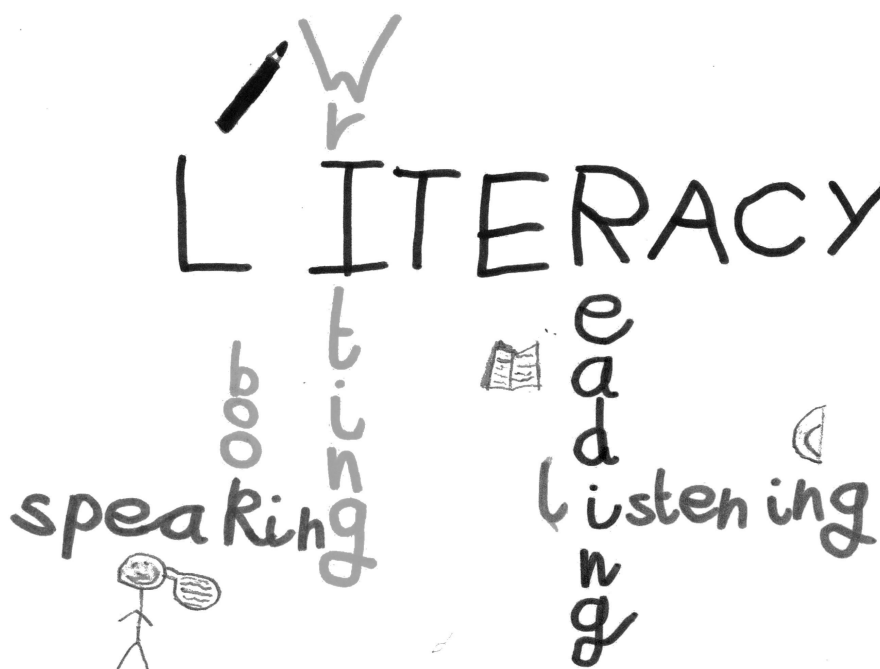 Writing
LITERACY
Reading
book
speaking
listening